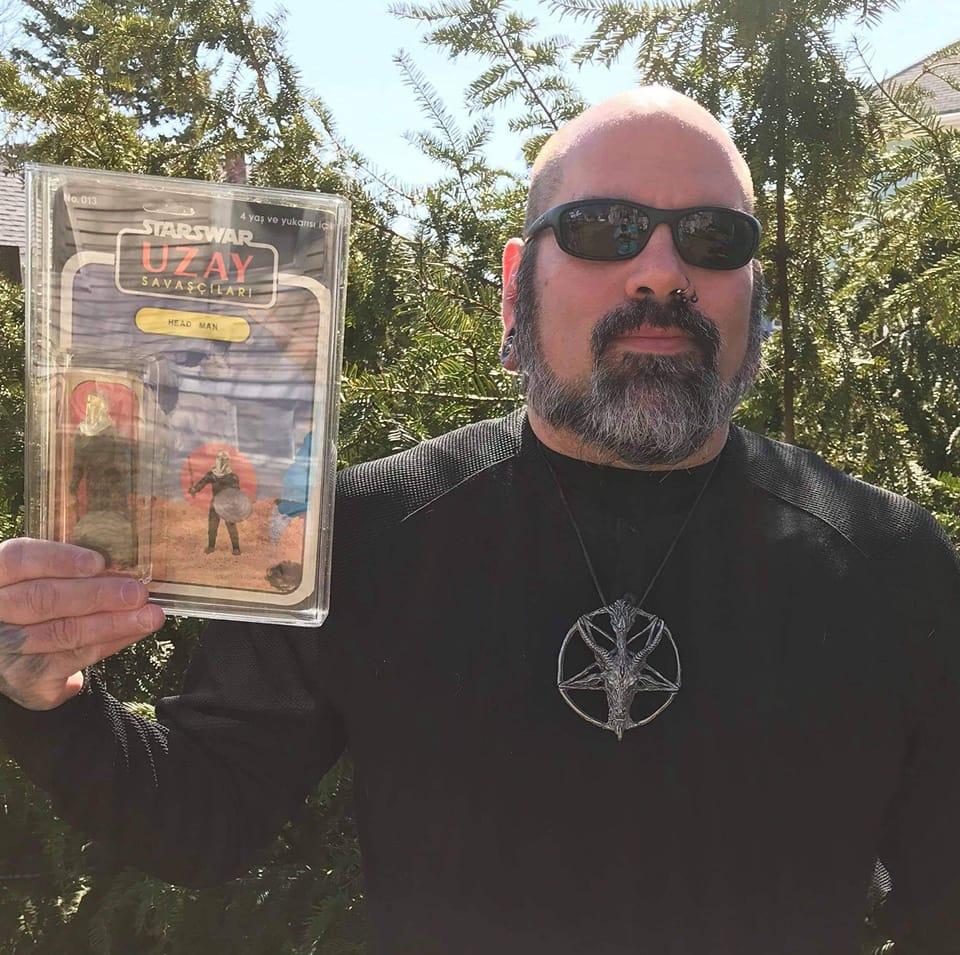 No. 013
4 yaş ve yukarısı için
STARSWAR
UZAY
SAVAŞÇILARI
HEAD MAN